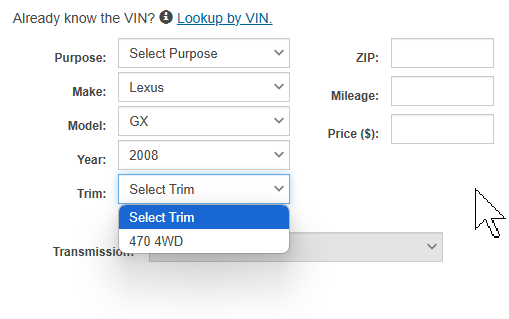 Already know the VIN? Lookup by VIN.
Purpose: Select Purpose
ZIP:
Make: Lexus
Mileage:
Model: GX
Price ($):
Year: 2008
Trim: Select Trim
Select Trim
470 4WD
Transmission: